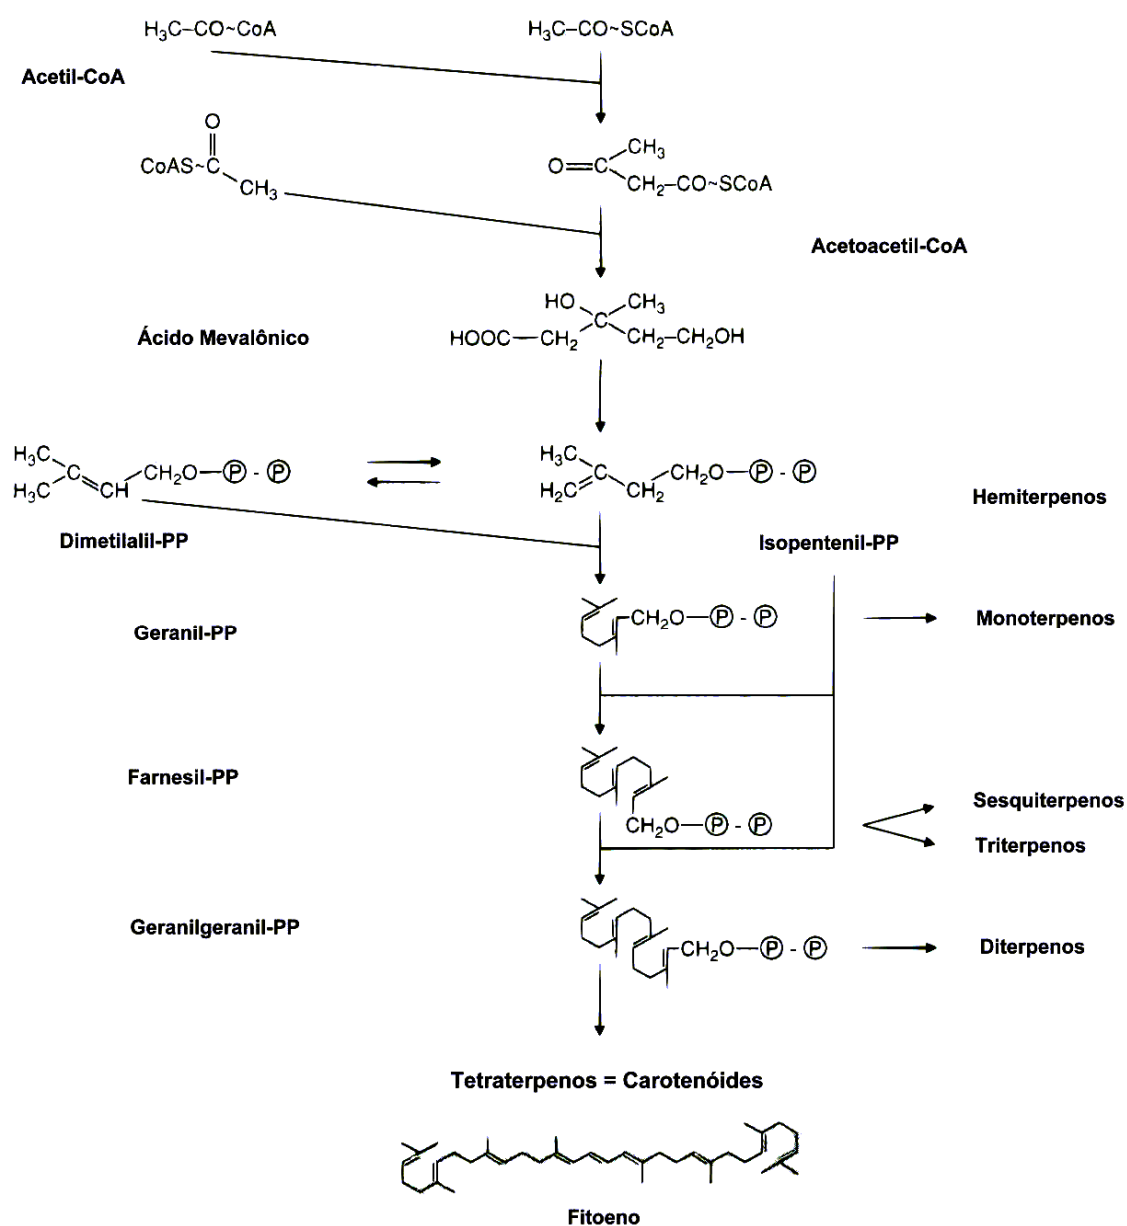 H3C–CO~CoA
H3C–CO~SCoA
Acetil-CoA
O
CoAS~C
CH3
O=C
CH3
CH2–CO~SCoA
Acetoacetil-CoA
Ácido Mevalônico
HO
CH3
C
HOOC–CH2
CH2–CH2OH
H3C
H3C
C
CH
CH2O–P - P
H3C
H2C
C
CH2
CH2O–P - P
Hemiterpenos
Dimetilalil-PP
Isopentenil-PP
Geranil-PP
CH2O–P - P
Monoterpenos
Farnesil-PP
CH2O–P - P
Sesquiterpenos
Triterpenos
Geranilgeranil-PP
CH2O–P - P
Diterpenos
Tetraterpenos = Carotenóides
Fitoeno